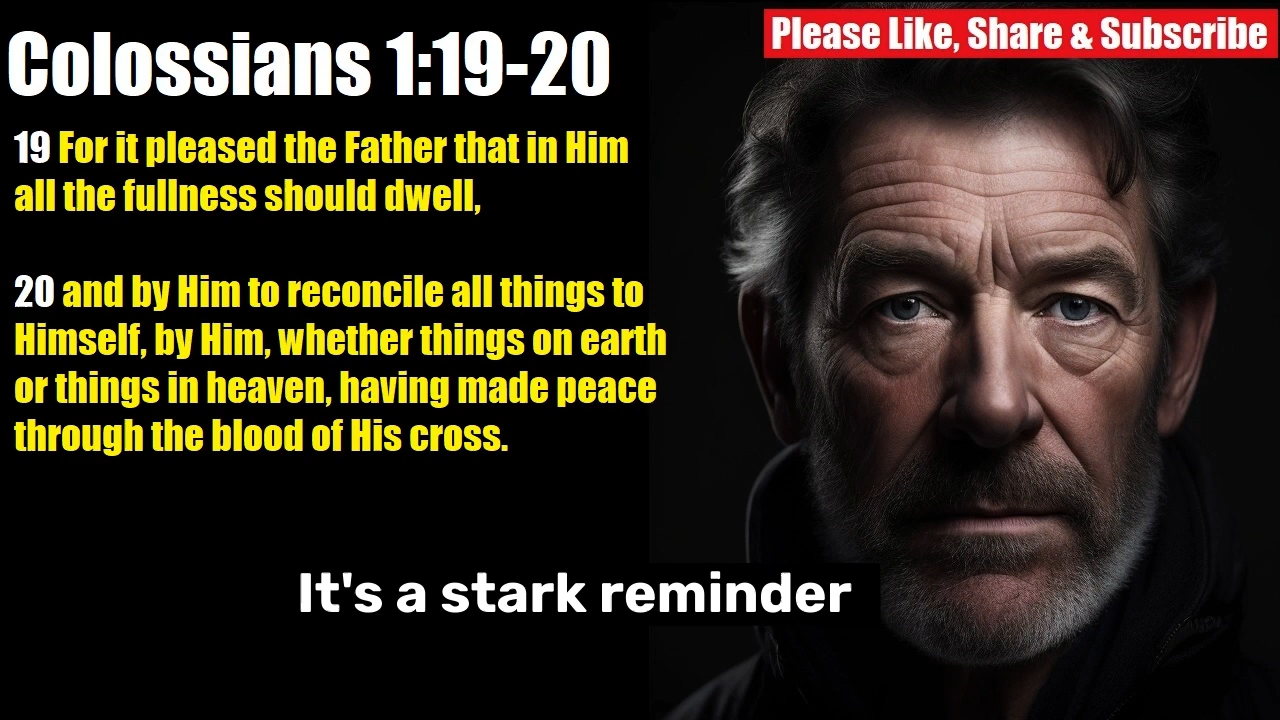 Please Like, Share & Subscribe
Colossians 1:19-20
19 For it pleased the Father that in Him
all the fullness should dwell,
20 and by Him to reconcile all things to
Himself, by Him, whether things on earth
or things in heaven, having made peace
through the blood of His cross.
It's a stark reminder